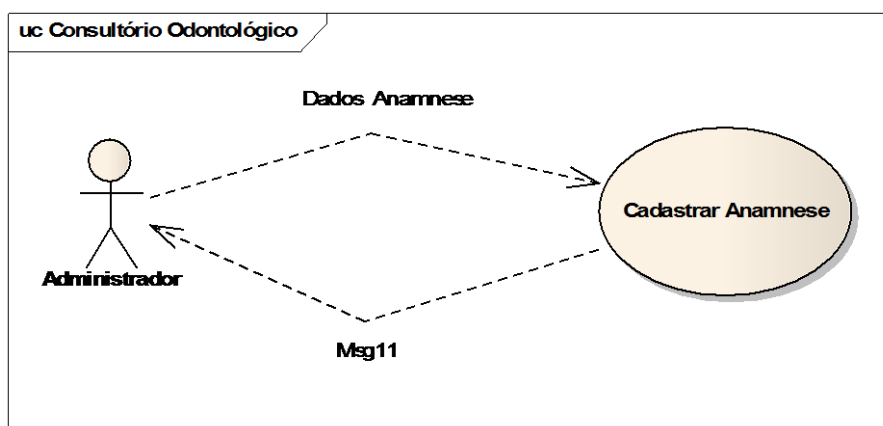 uc Consultório Odontológico
Dados Anamnese
Cadastrar Anamnese
Administrador
Msg11